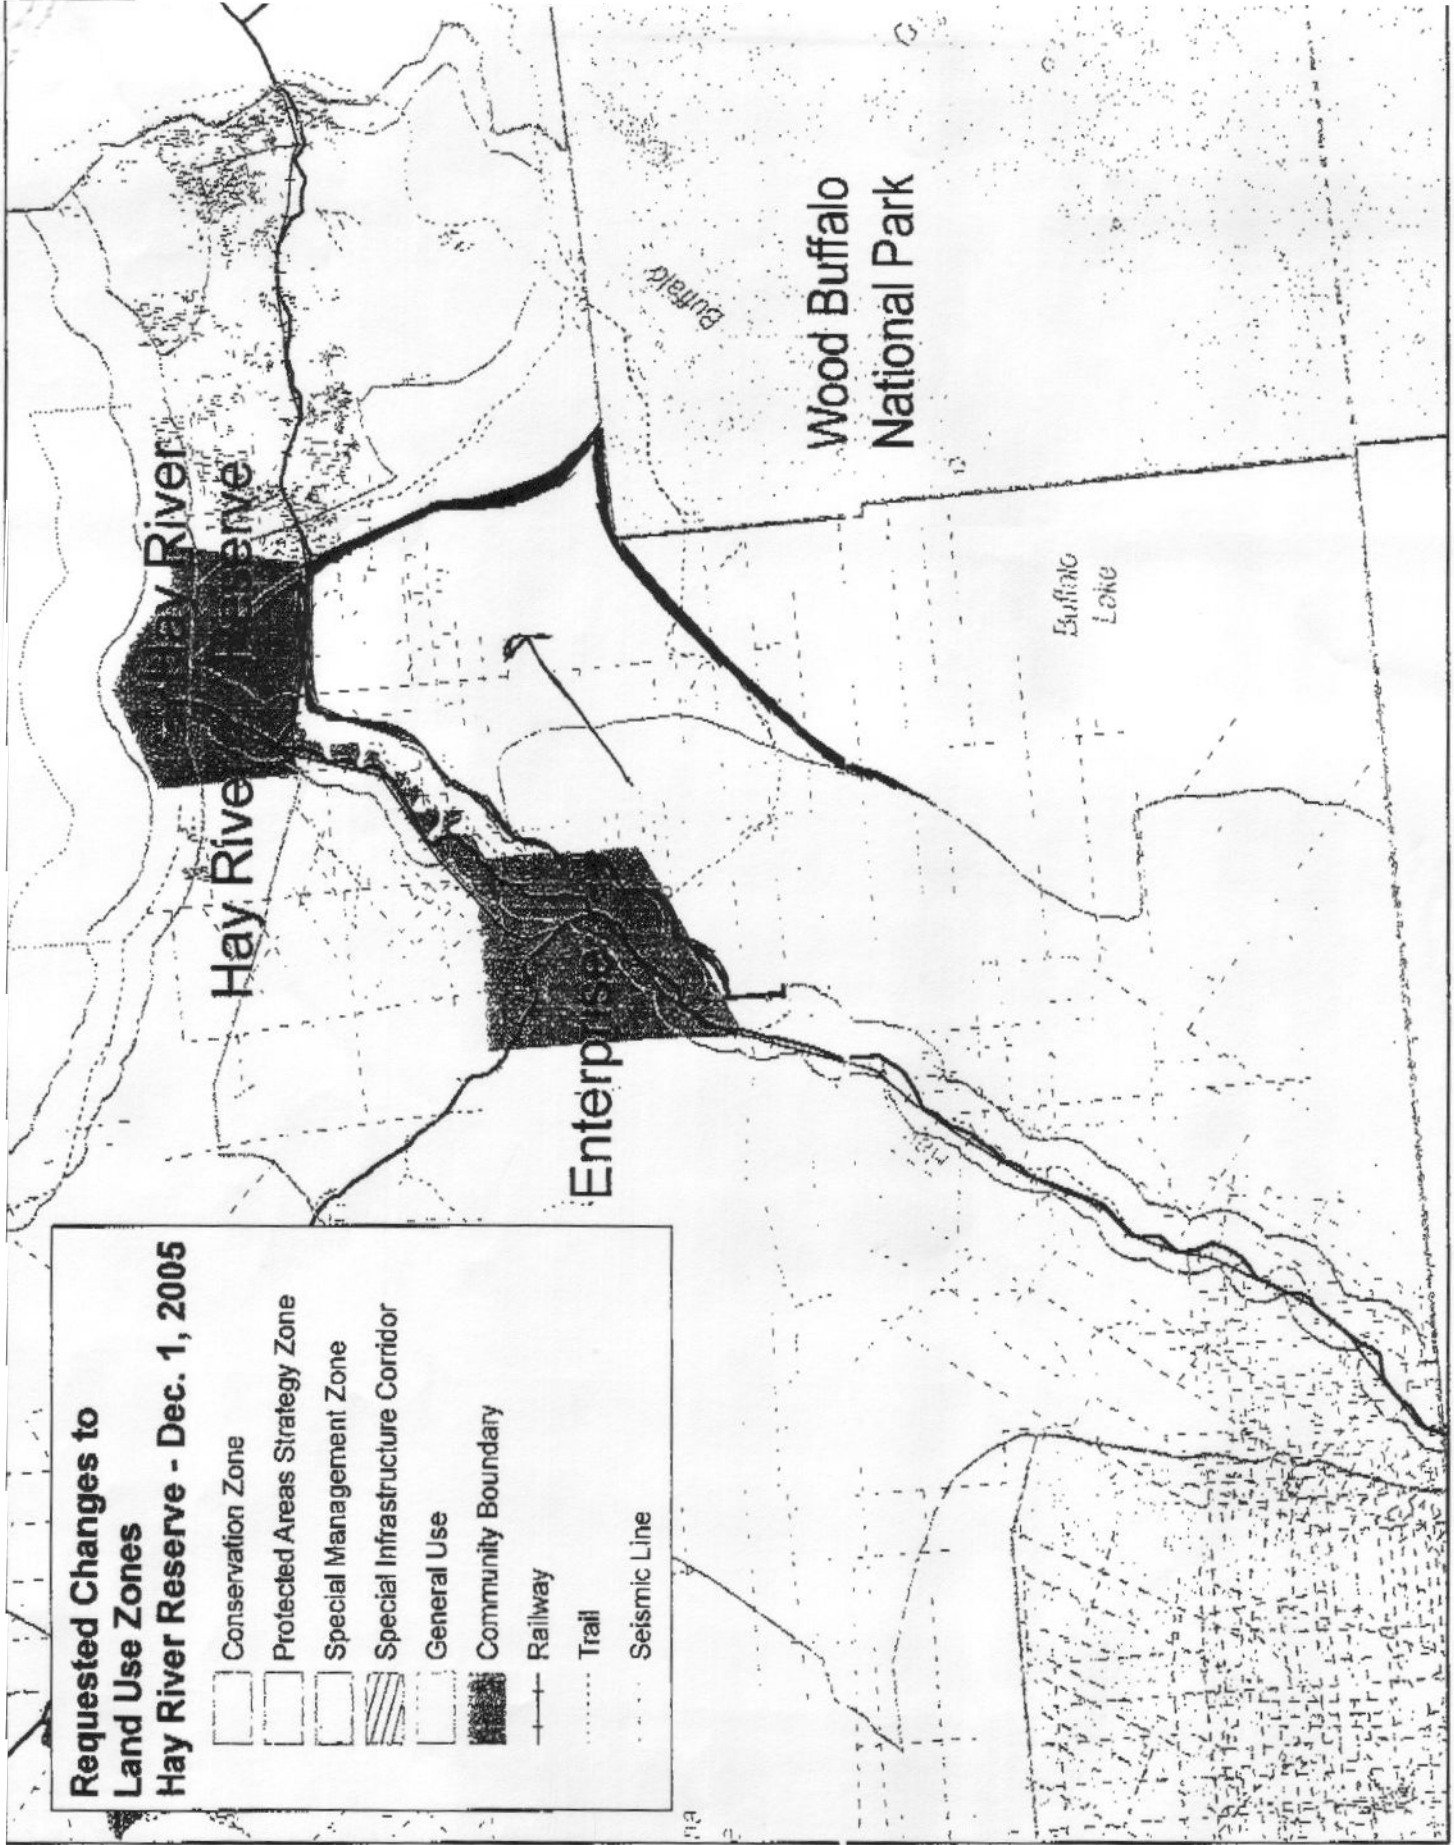 Requested Changes to
Land Use Zones
Hay River Reserve - Dec. 1, 2005
Conservation Zone
Protected Areas Strategy Zone
Special Management Zone
Special Infrastructure Corridor
General Use
Community Boundary
Railway
Trail
Seismic Line
Hay River
Hay River Reserve
Enterprise
Wood Buffalo
National Park
Buffalo
Buffalo
Lake